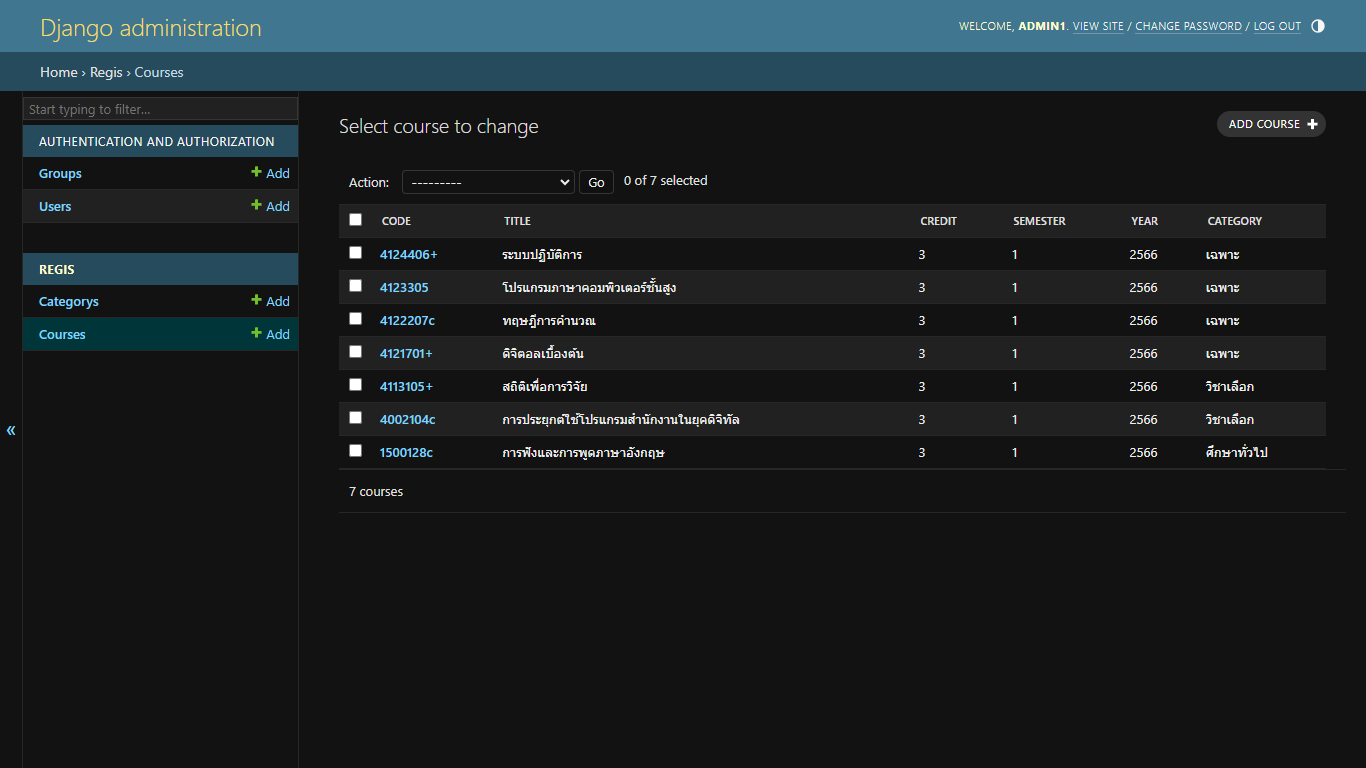 Django administration
WELCOME, ADMIN1. VIEW SITE / CHANGE PASSWORD / LOG OUT
Home › Regis › Courses
Start typing to filter...
AUTHENTICATION AND AUTHORIZATION
Groups + Add
Users + Add
REGIS
Categorys + Add
Courses + Add
«
Select course to change
ADD COURSE +
Action: --------- Go 0 of 7 selected
CODE TITLE CREDIT SEMESTER YEAR CATEGORY
4124406+ ระบบปฏิบัติการ 3 1 2566 เฉพาะ
4123305 โปรแกรมภาษาคอมพิวเตอร์ชั้นสูง 3 1 2566 เฉพาะ
4122207c ทฤษฎีการคำนวณ 3 1 2566 เฉพาะ
4121701+ ดิจิตอลเบื้องต้น 3 1 2566 เฉพาะ
4113105+ สถิติเพื่อการวิจัย 3 1 2566 วิชาเลือก
4002104c การประยุกต์ใช้โปรแกรมสำนักงานในยุคดิจิทัล 3 1 2566 วิชาเลือก
1500128c การฟังและการพูดภาษาอังกฤษ 3 1 2566 ศึกษาทั่วไป
7 courses